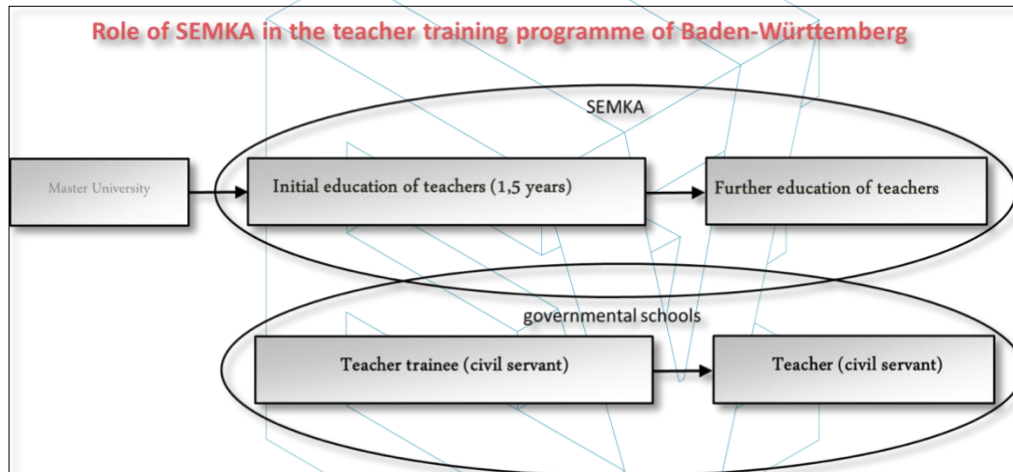 Role of SEMKA in the teacher training programme of Baden-Württemberg
SEMKA
Master University
Initial education of teachers (1,5 years)
Further education of teachers
governmental schools
Teacher trainee (civil servant)
Teacher (civil servant)